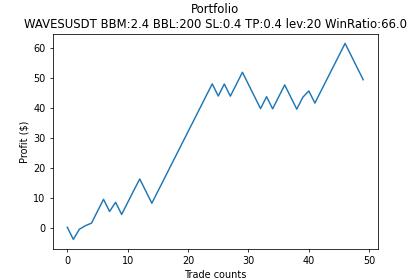 Portfolio
WAVESUSDT BBM:2.4 BBL:200 SL:0.4 TP:0.4 lev:20 WinRatio:66.0
60
50
40
30
20
10
0
Profit ($)
0 10 20 30 40 50
Trade counts